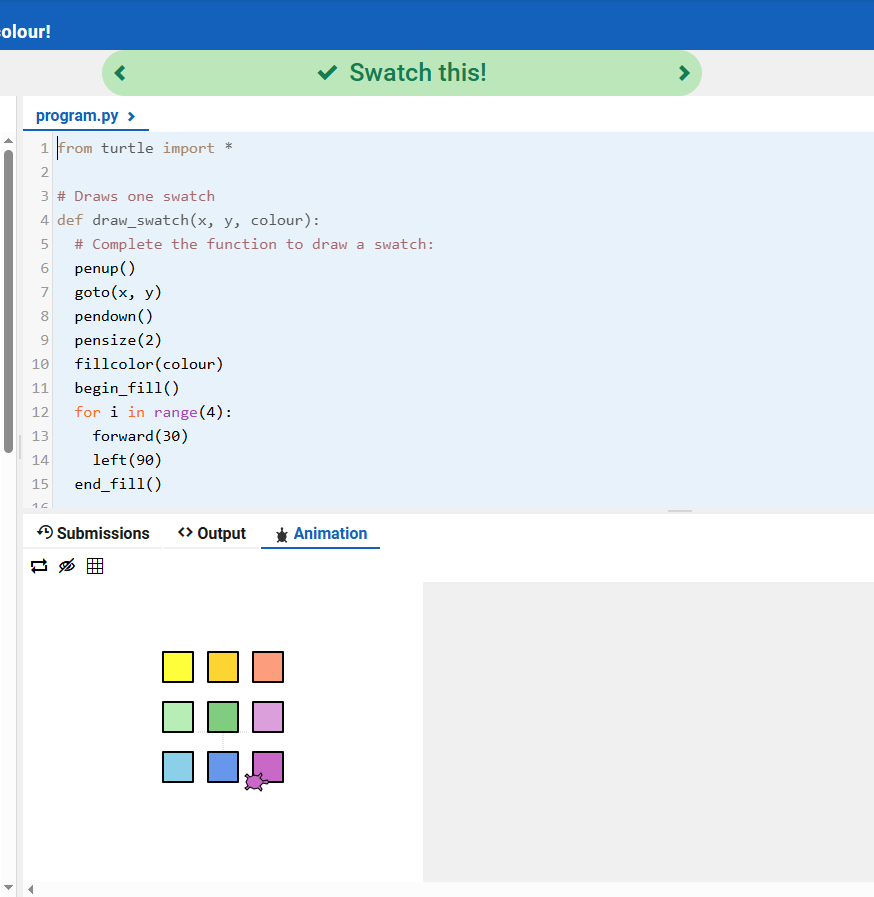 colour!
Swatch this!
program.py
1 from turtle import *
2
3 # Draws one swatch
4 def draw_swatch(x, y, colour):
5   # Complete the function to draw a swatch:
6   penup()
7   goto(x, y)
8   pendown()
9   pensize(2)
10   fillcolor(colour)
11   begin_fill()
12   for i in range(4):
13     forward(30)
14     left(90)
15   end_fill()
16
Submissions <> Output Animation